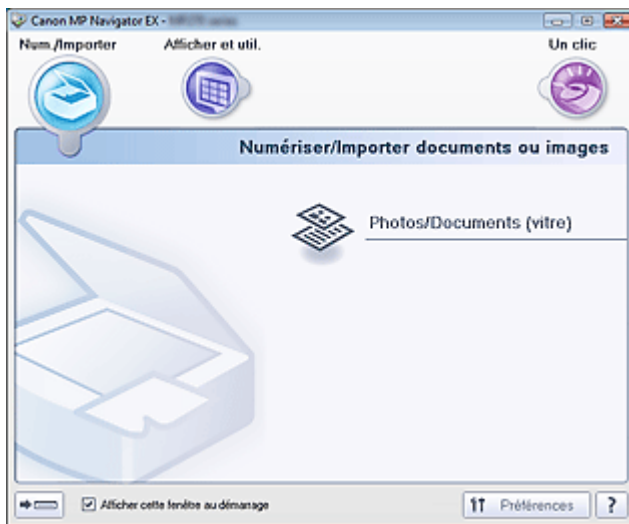 Canon MP Navigator EX -
Num./Importer Afficher et util. Un clic
Numériser/Importer documents ou images
Photos/Documents (vitre)
Afficher cette fenêtre au démarrage
Préférences ?